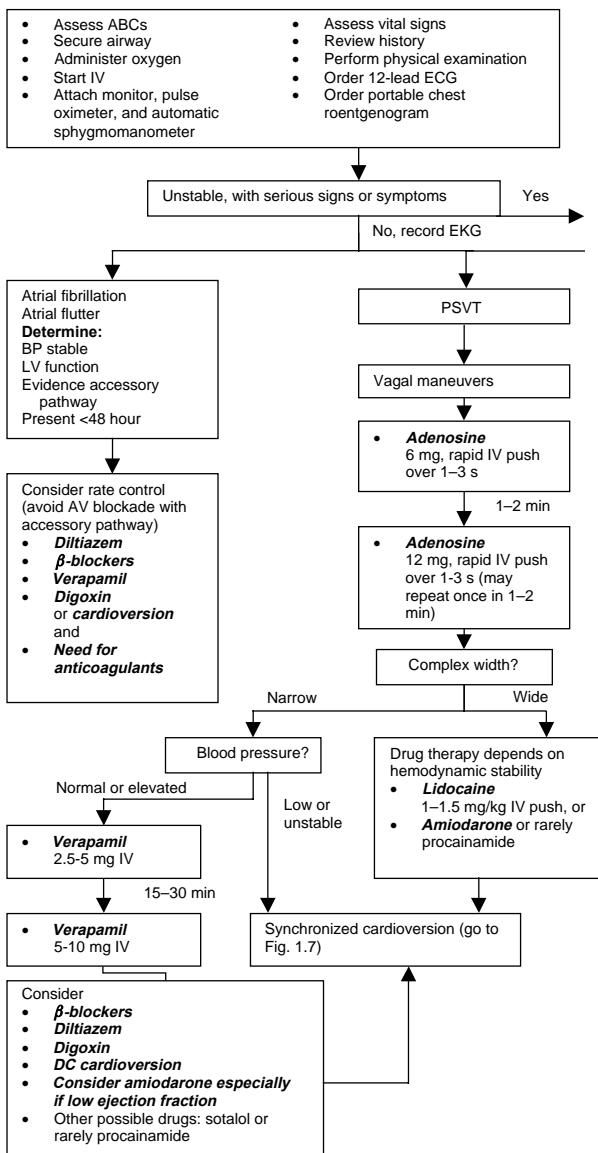 • Assess ABCs
• Secure airway
• Administer oxygen
• Start IV
• Attach monitor, pulse
oximeter, and automatic
sphygmomanometer
• Assess vital signs
• Review history
• Perform physical examination
• Order 12-lead ECG
• Order portable chest
roentgenogram
Unstable, with serious signs or symptoms
Yes
No, record EKG
Atrial fibrillation
Atrial flutter
Determine:
BP stable
LV function
Evidence accessory
pathway
Present <48 hour
Consider rate control
(avoid AV blockade with
accessory pathway)
• Diltiazem
• β-blockers
• Verapamil
• Digoxin
or cardioversion
and
• Need for
anticoagulants
PSVT
Vagal maneuvers
• Adenosine
6 mg, rapid IV push
over 1–3 s
1–2 min
• Adenosine
12 mg, rapid IV push
over 1-3 s (may
repeat once in 1–2
min)
Complex width?
Narrow
Wide
Blood pressure?
Normal or elevated
Low or
unstable
Drug therapy depends on
hemodynamic stability
• Lidocaine
1–1.5 mg/kg IV push, or
• Amiodarone or rarely
procainamide
• Verapamil
2.5-5 mg IV
15–30 min
• Verapamil
5-10 mg IV
Synchronized cardioversion (go to
Fig. 1.7)
Consider
• β-blockers
• Diltiazem
• Digoxin
• DC cardioversion
• Consider amiodarone especially
if low ejection fraction
• Other possible drugs: sotalol or
rarely procainamide